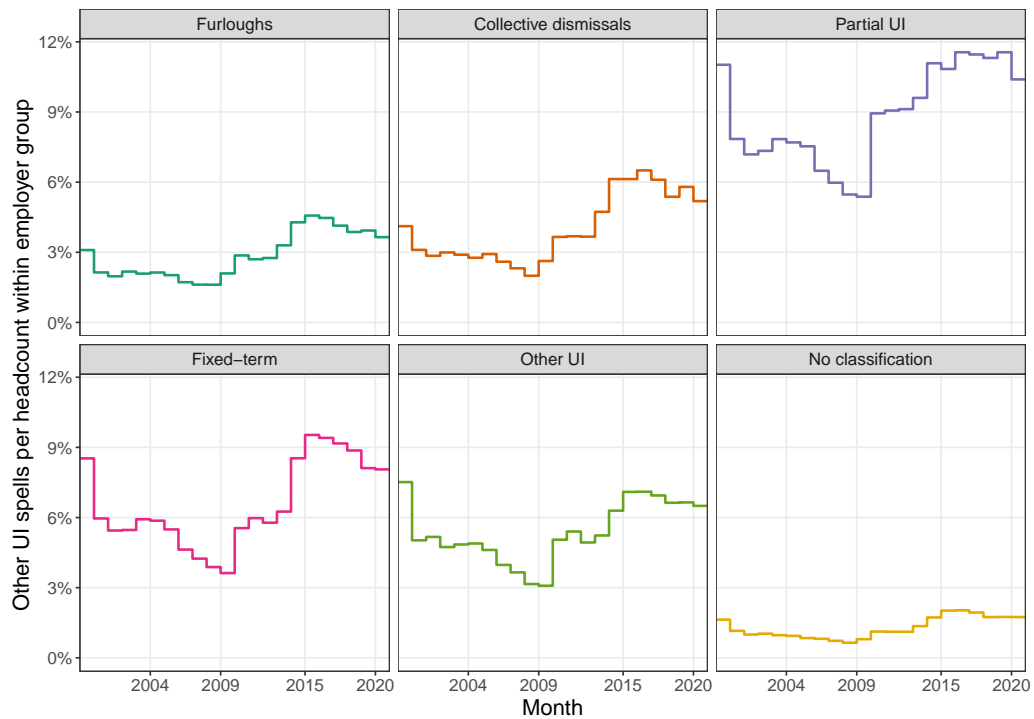 Furloughs
Collective dismissals
Partial UI
12%
9%
6%
3%
0%
Fixed−term
Other UI
No classification
12%
9%
6%
3%
0%
2004 2009 2015 2020
2004 2009 2015 2020
2004 2009 2015 2020
Month
Other UI spells per headcount within employer group